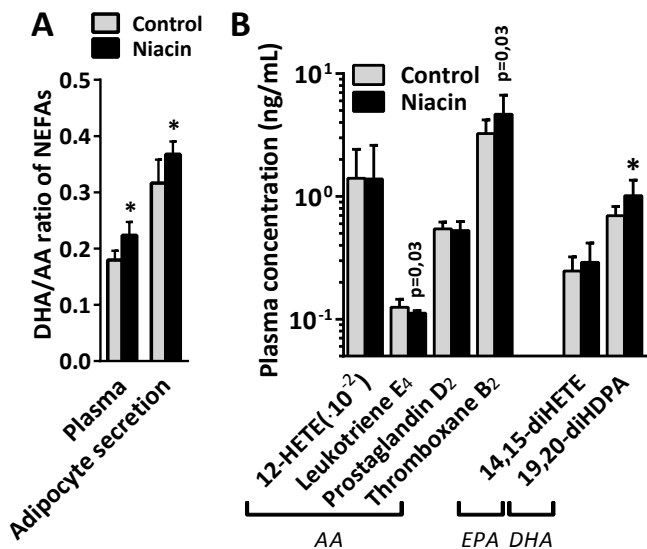 A
Control
Niacin
DHA/AA ratio of NEFAs
0.5
0.4
0.3
0.2
0.1
0.0
*
*
Plasma
Adipocyte secretion
B
Control
Niacin
Plasma concentration (ng/mL)
10¹
10⁰
10⁻¹
p=0,03
p=0,03
*
12-HETE(·10⁻²)
Leukotriene E₄
Prostaglandin D₂
Thromboxane B₂
14,15-diHETE
19,20-diHDPA
AA
EPA
DHA